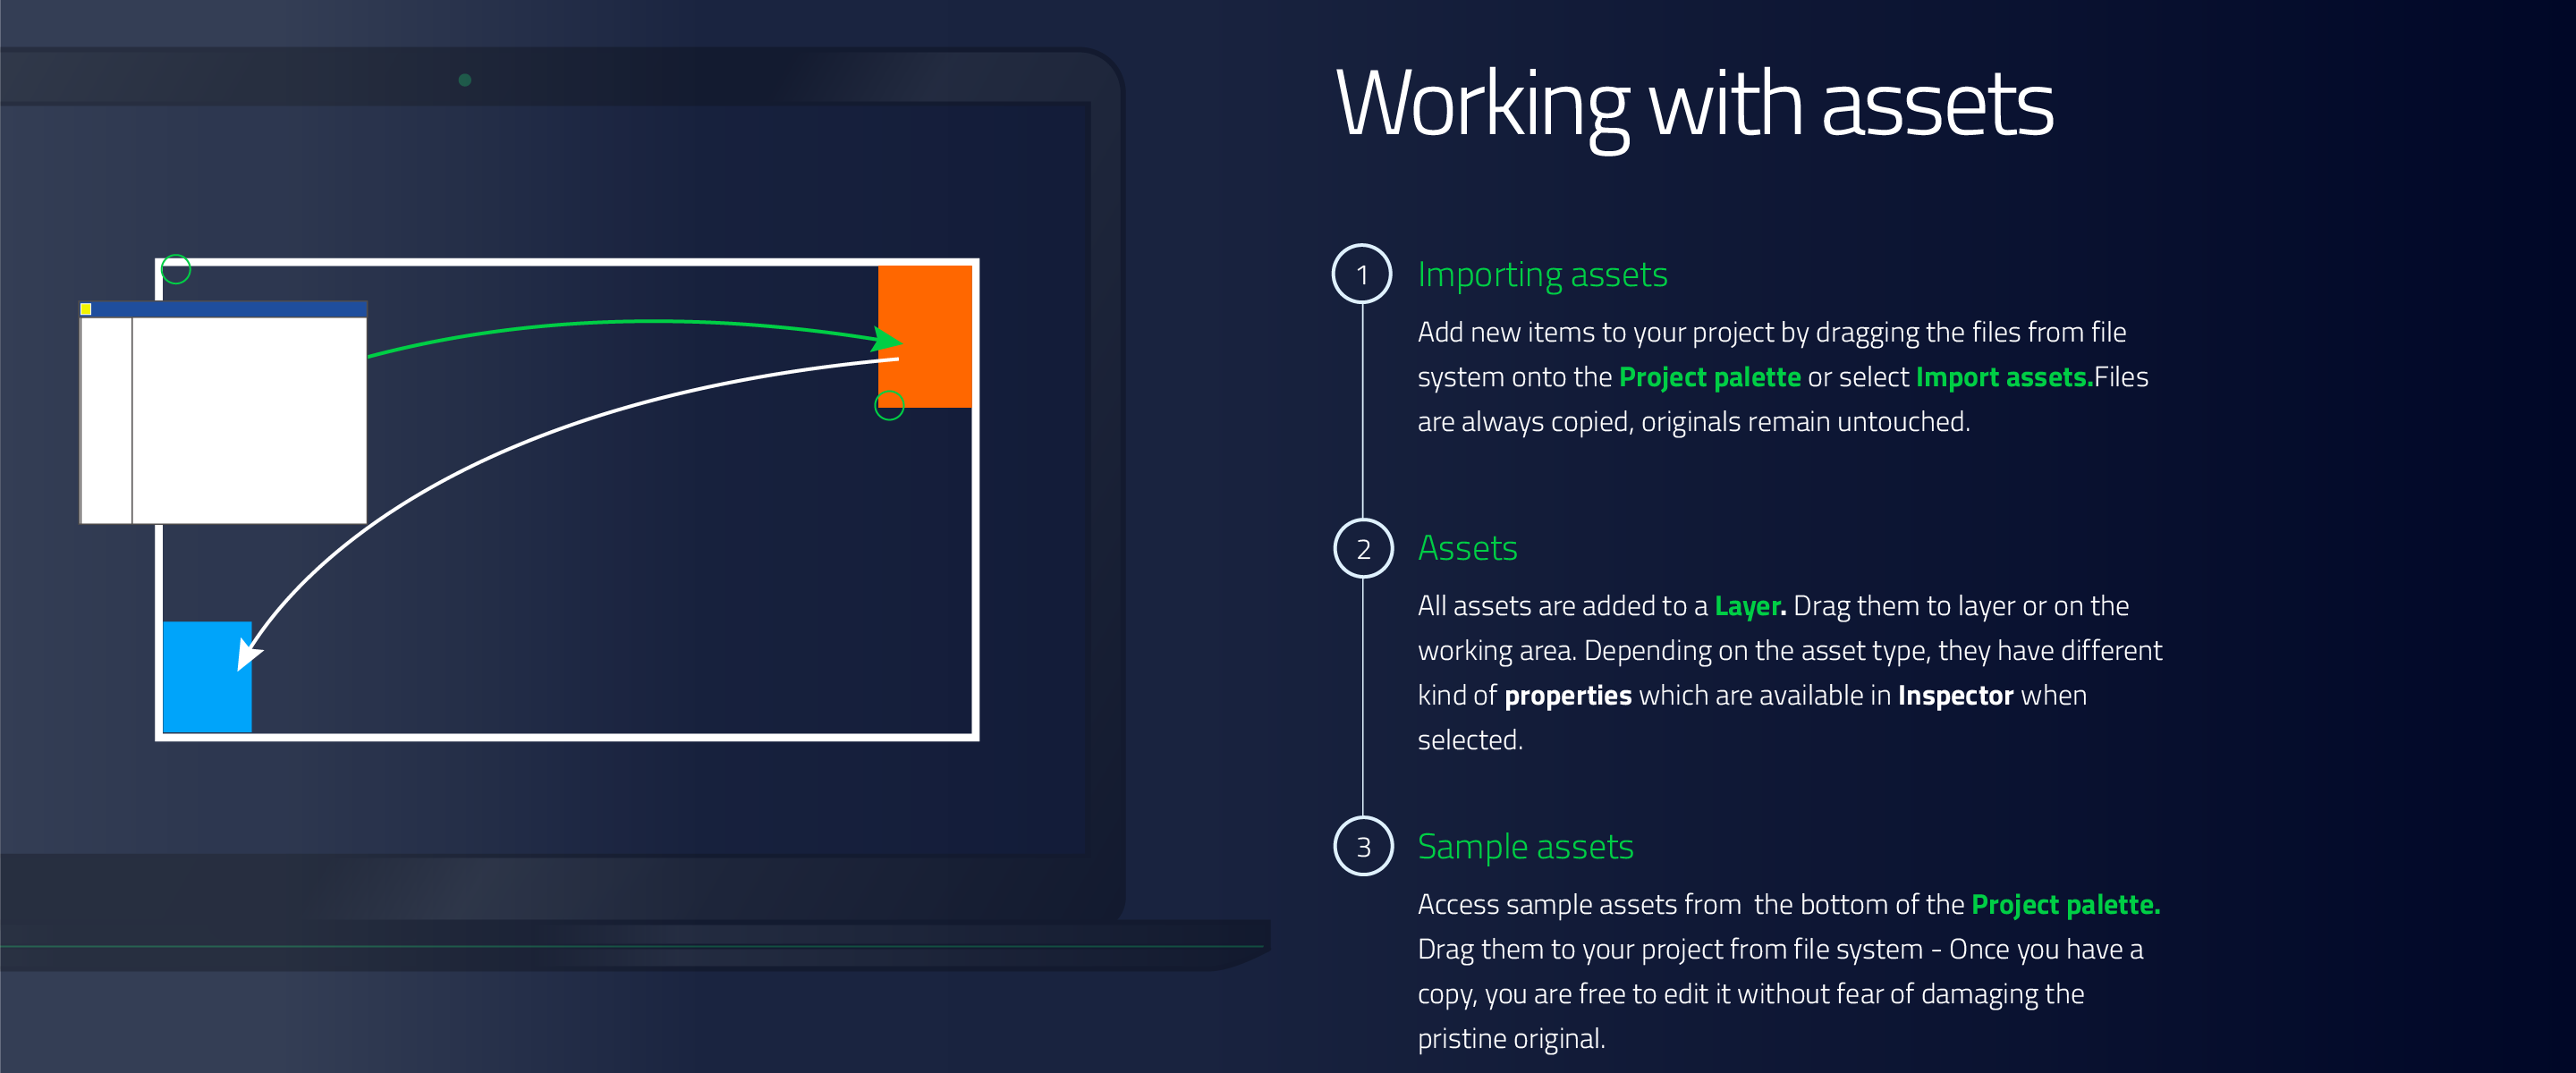 Working with assets
1
Importing assets
Add new items to your project by dragging the files from file
system onto the Project palette or select Import assets.Files
are always copied, originals remain untouched.
2
Assets
All assets are added to a Layer. Drag them to layer or on the
working area. Depending on the asset type, they have different
kind of properties which are available in Inspector when
selected.
3
Sample assets
Access sample assets from  the bottom of the Project palette.
Drag them to your project from file system - Once you have a
copy, you are free to edit it without fear of damaging the
pristine original.